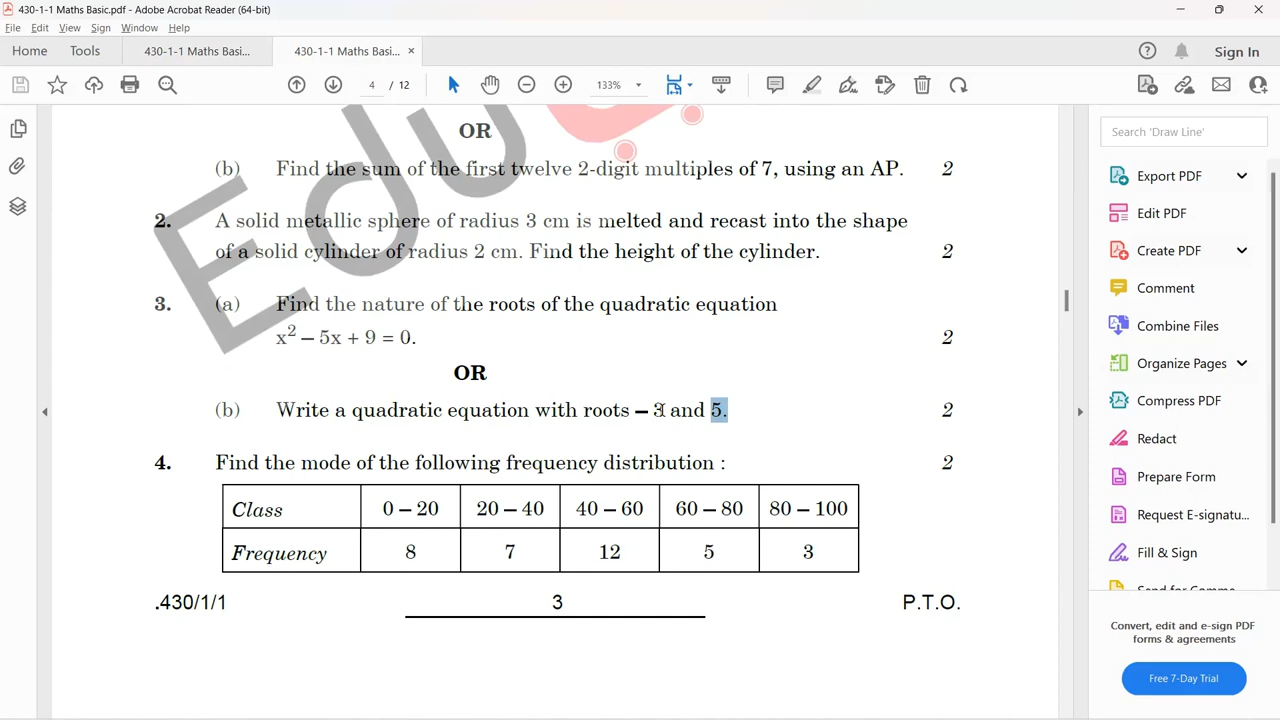 430-1-1 Maths Basic.pdf - Adobe Acrobat Reader (64-bit)
File Edit View Sign Window Help
Home Tools 430-1-1 Maths Basi... 430-1-1 Maths Basi... × Sign In
4 / 12 133%
OR
(b) Find the sum of the first twelve 2-digit multiples of 7, using an AP. 2
2. A solid metallic sphere of radius 3 cm is melted and recast into the shape
of a solid cylinder of radius 2 cm. Find the height of the cylinder. 2
3. (a) Find the nature of the roots of the quadratic equation
x² – 5x + 9 = 0. 2
OR
(b) Write a quadratic equation with roots – 3 and 5. 2
4. Find the mode of the following frequency distribution : 2
Class 0 – 20 20 – 40 40 – 60 60 – 80 80 – 100
Frequency 8 7 12 5 3
.430/1/1 3 P.T.O.
Search 'Draw Line'
Export PDF
Edit PDF
Create PDF
Comment
Combine Files
Organize Pages
Compress PDF
Redact
Prepare Form
Request E-signatu...
Fill & Sign
Convert, edit and e-sign PDF
forms & agreements
Free 7-Day Trial
Edu